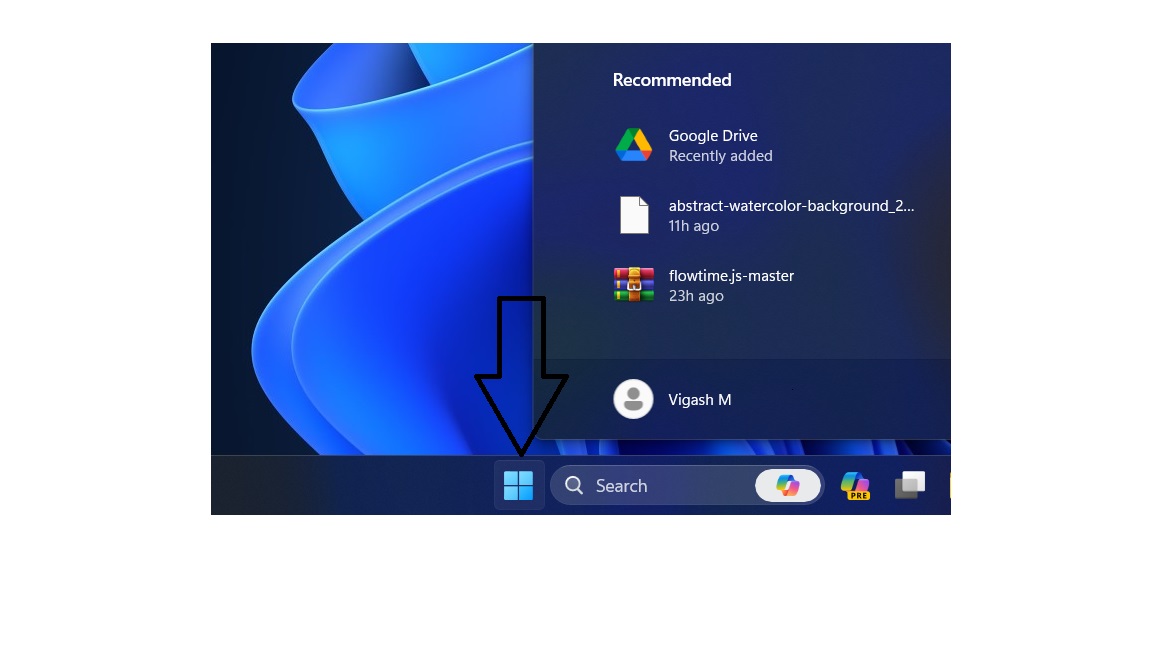 Recommended
Google Drive
Recently added
abstract-watercolor-background_2...
11h ago
flowtime.js-master
23h ago
Vigash M
Search
PRE